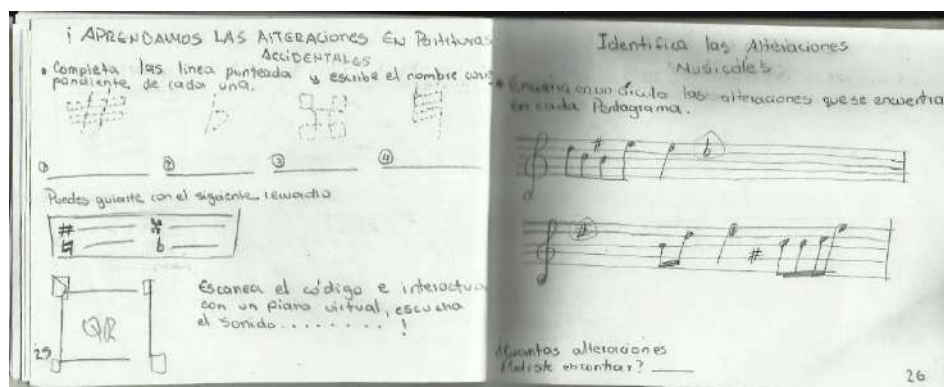 ¡ APRENDAMOS LAS AlTERACiones EN PaRtituras
ACCiDENTALES
• Completa las linea punteada y escribe el nombre corres
pondiente de cada una.
① ② ③ ④
Puedes guiarte con el siguiente recuadro
# ♮ 𝄪 b
Escanea el código e interactua
con un piano virtual, escucha
el sonido . . . . . . . . !
QR
25
Identifica las Alteraciones
Musicales
• Encierra en un círculo las alteraciones que se encuentra
en cada Pentagrama.
¿Cuantas alteraciones
Pudiste encontrar? ____
26